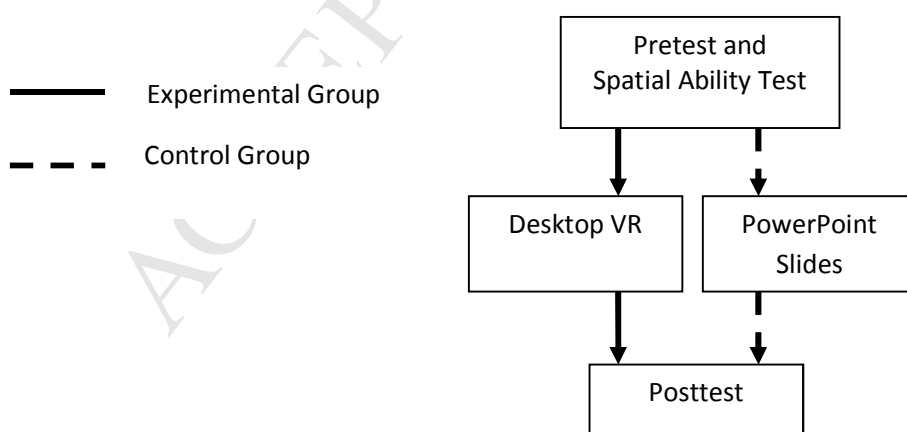 Pretest and
Spatial Ability Test
Experimental Group
Control Group
Desktop VR
PowerPoint
Slides
Posttest